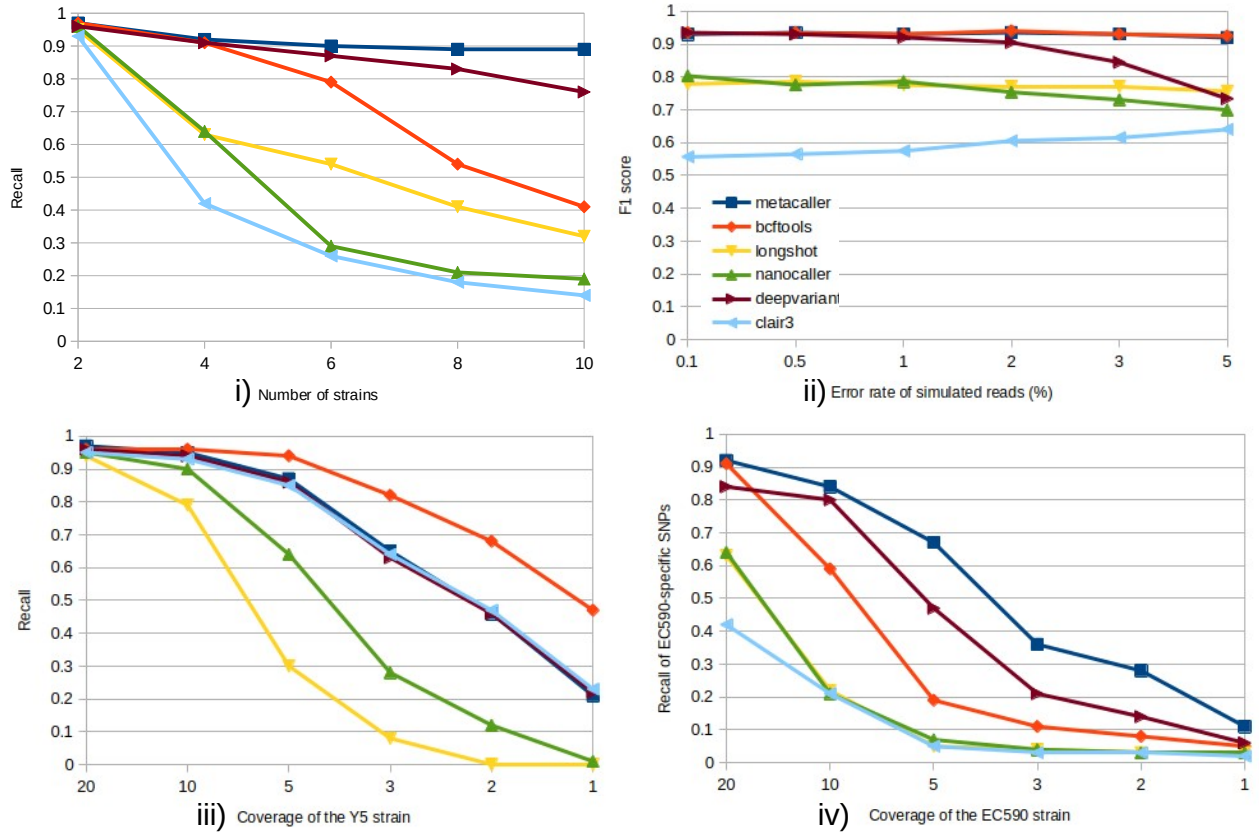 1
0.9
0.8
0.7
0.6
0.5
0.4
0.3
0.2
0.1
0
2 4 6 8 10
Recall
i) Number of strains
1
0.9
0.8
0.7
0.6
0.5
0.4
0.3
0.2
0.1
0
0.1 0.5 1 2 3 5
F1 score
metacaller
bcftools
longshot
nanocaller
deepvariant
clair3
ii) Error rate of simulated reads (%)
1
0.9
0.8
0.7
0.6
0.5
0.4
0.3
0.2
0.1
0
20 10 5 3 2 1
Recall
iii) Coverage of the Y5 strain
1
0.9
0.8
0.7
0.6
0.5
0.4
0.3
0.2
0.1
0
20 10 5 3 2 1
Recall of EC590-specific SNPs
iv) Coverage of the EC590 strain